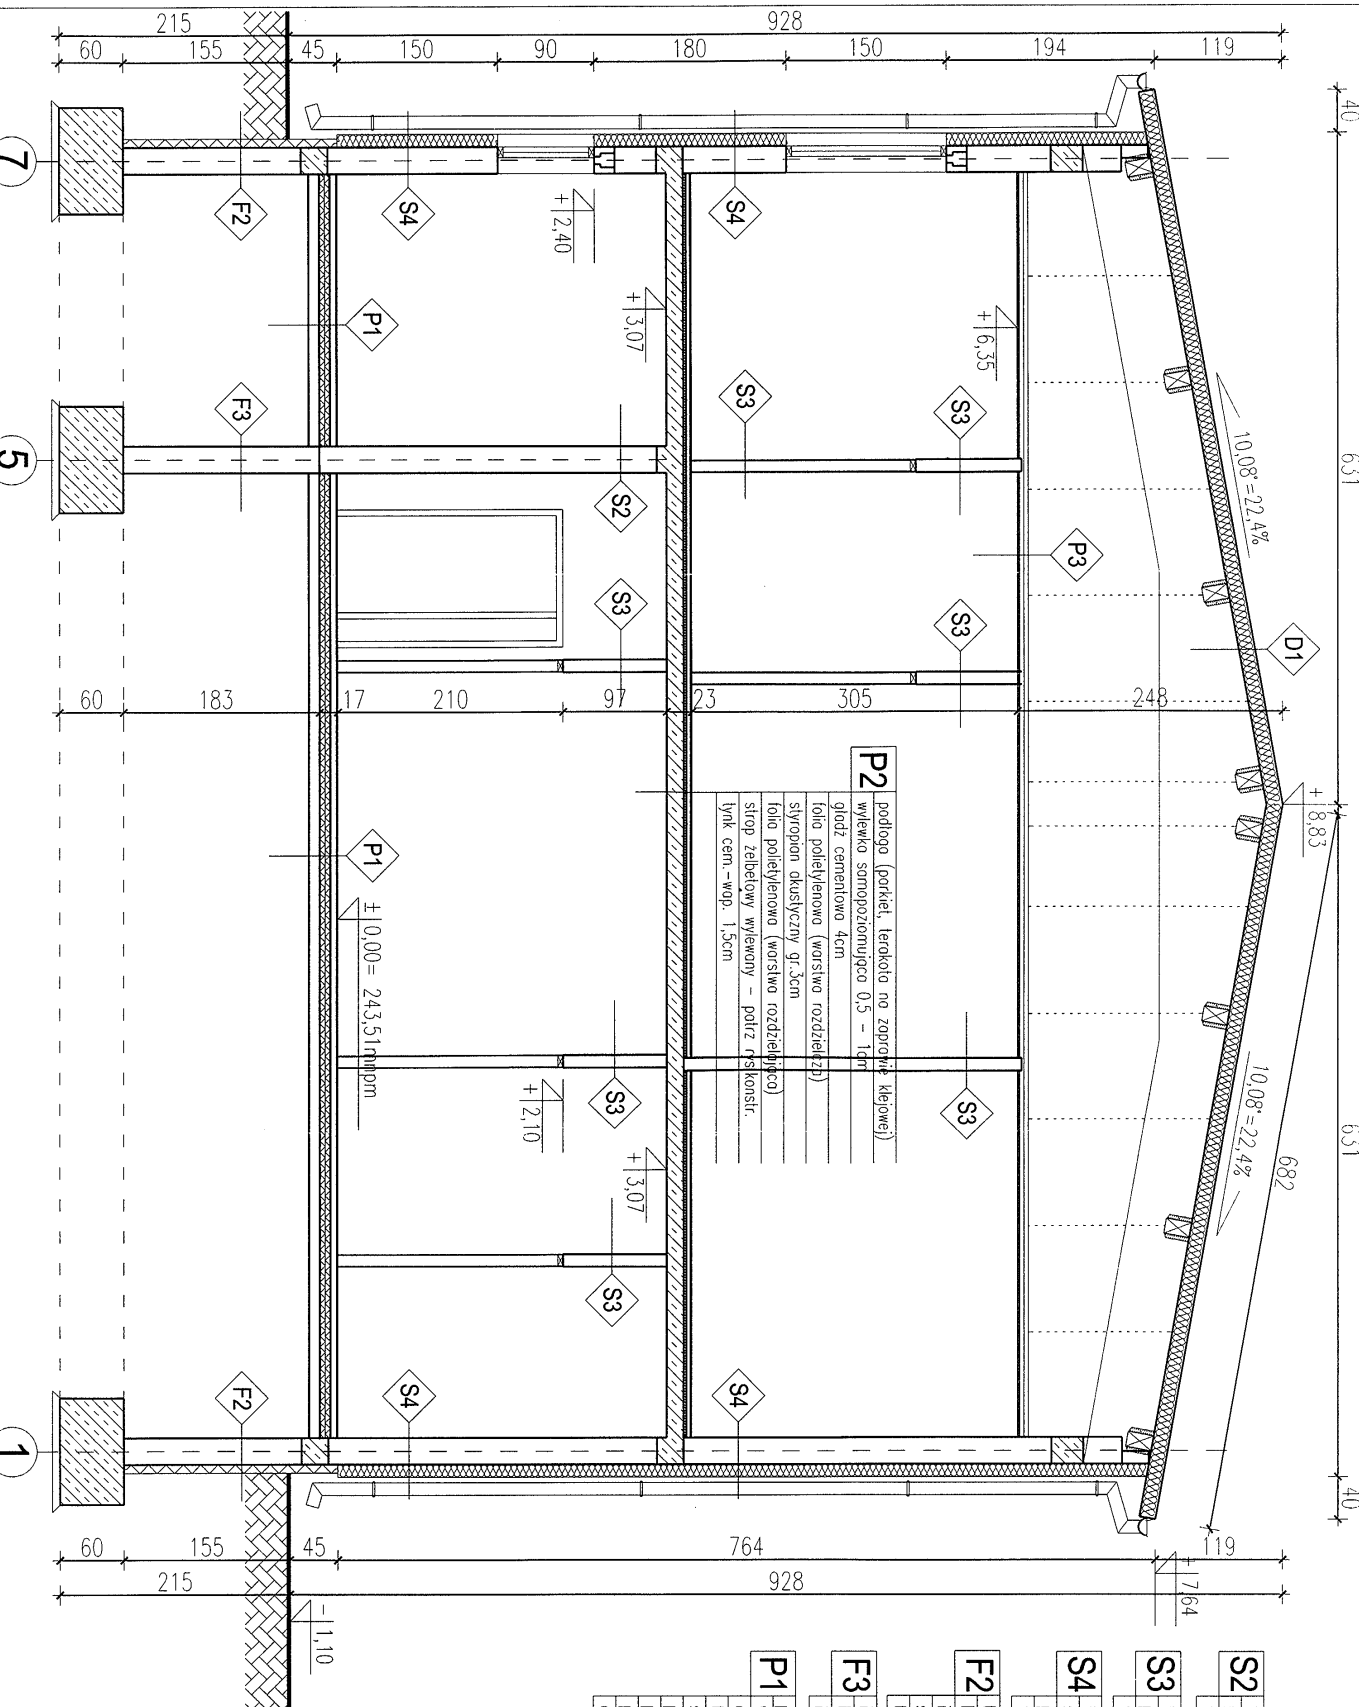 215
928
60
155
45
150
90
180
150
194
119
40
631
631
40
682
10,08°=22,4%
10,08°=22,4%
+8,83
D1
P3
S3
S3
S3
+6,35
S4
S3
S4
P2
podłoga (parkiet, terakota na zaprawie klejowej)
wylewka samopoziomująca 0,5 - 1cm
gładź cementowa 4cm
folia polietylenowa (warstwa rozdzielcza)
styropian akustyczny gr.3cm
folia polietylenowa (warstwa rozdzielająca)
strop żelbetowy wylewany - patrz rys.konstr.
tynk cem.-wap. 1,5cm
+3,07
+3,07
+2,40
+2,10
S4
S2
S3
S3
S3
S4
P1
P1
±0,00= 243,51mnpm
F2
F3
F2
60
183
17
210
97
23
305
248
7
5
1
60
155
45
764
119
215
928
+7,64
-1,10
S2
S3
S4
F2
F3
P1